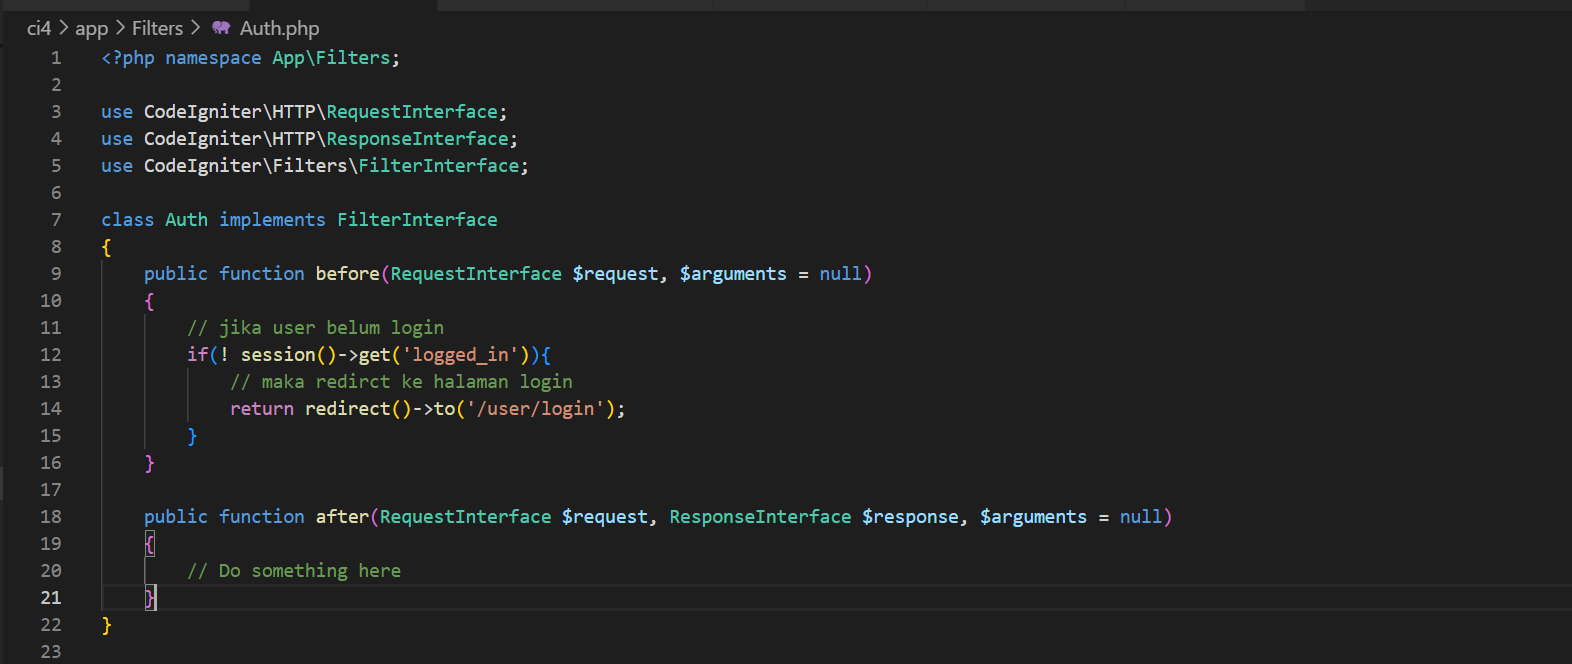 ci4 > app > Filters > Auth.php
1 <?php namespace App\Filters;
2
3 use CodeIgniter\HTTP\RequestInterface;
4 use CodeIgniter\HTTP\ResponseInterface;
5 use CodeIgniter\Filters\FilterInterface;
6
7 class Auth implements FilterInterface
8 {
9     public function before(RequestInterface $request, $arguments = null)
10     {
11         // jika user belum login
12         if(! session()->get('logged_in')){
13             // maka redirct ke halaman login
14             return redirect()->to('/user/login');
15         }
16     }
17
18     public function after(RequestInterface $request, ResponseInterface $response, $arguments = null)
19     {
20         // Do something here
21     }
22 }
23